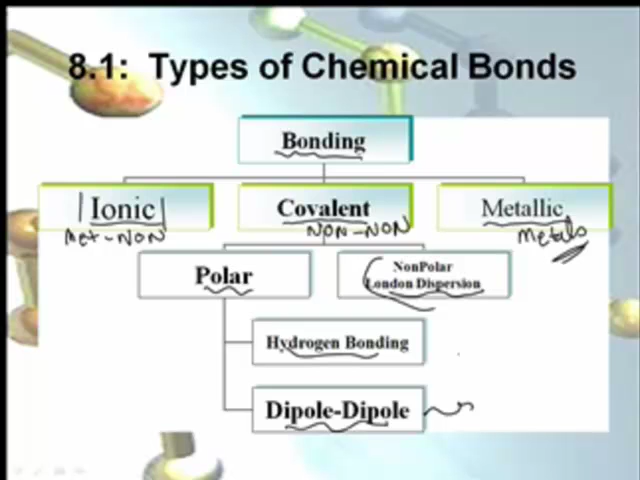 8.1: Types of Chemical Bonds
Bonding
Ionic
Met-NON
Covalent
NON-NON
Metallic
Metals
Polar
NonPolar
London Dispersion
Hydrogen Bonding
Dipole-Dipole